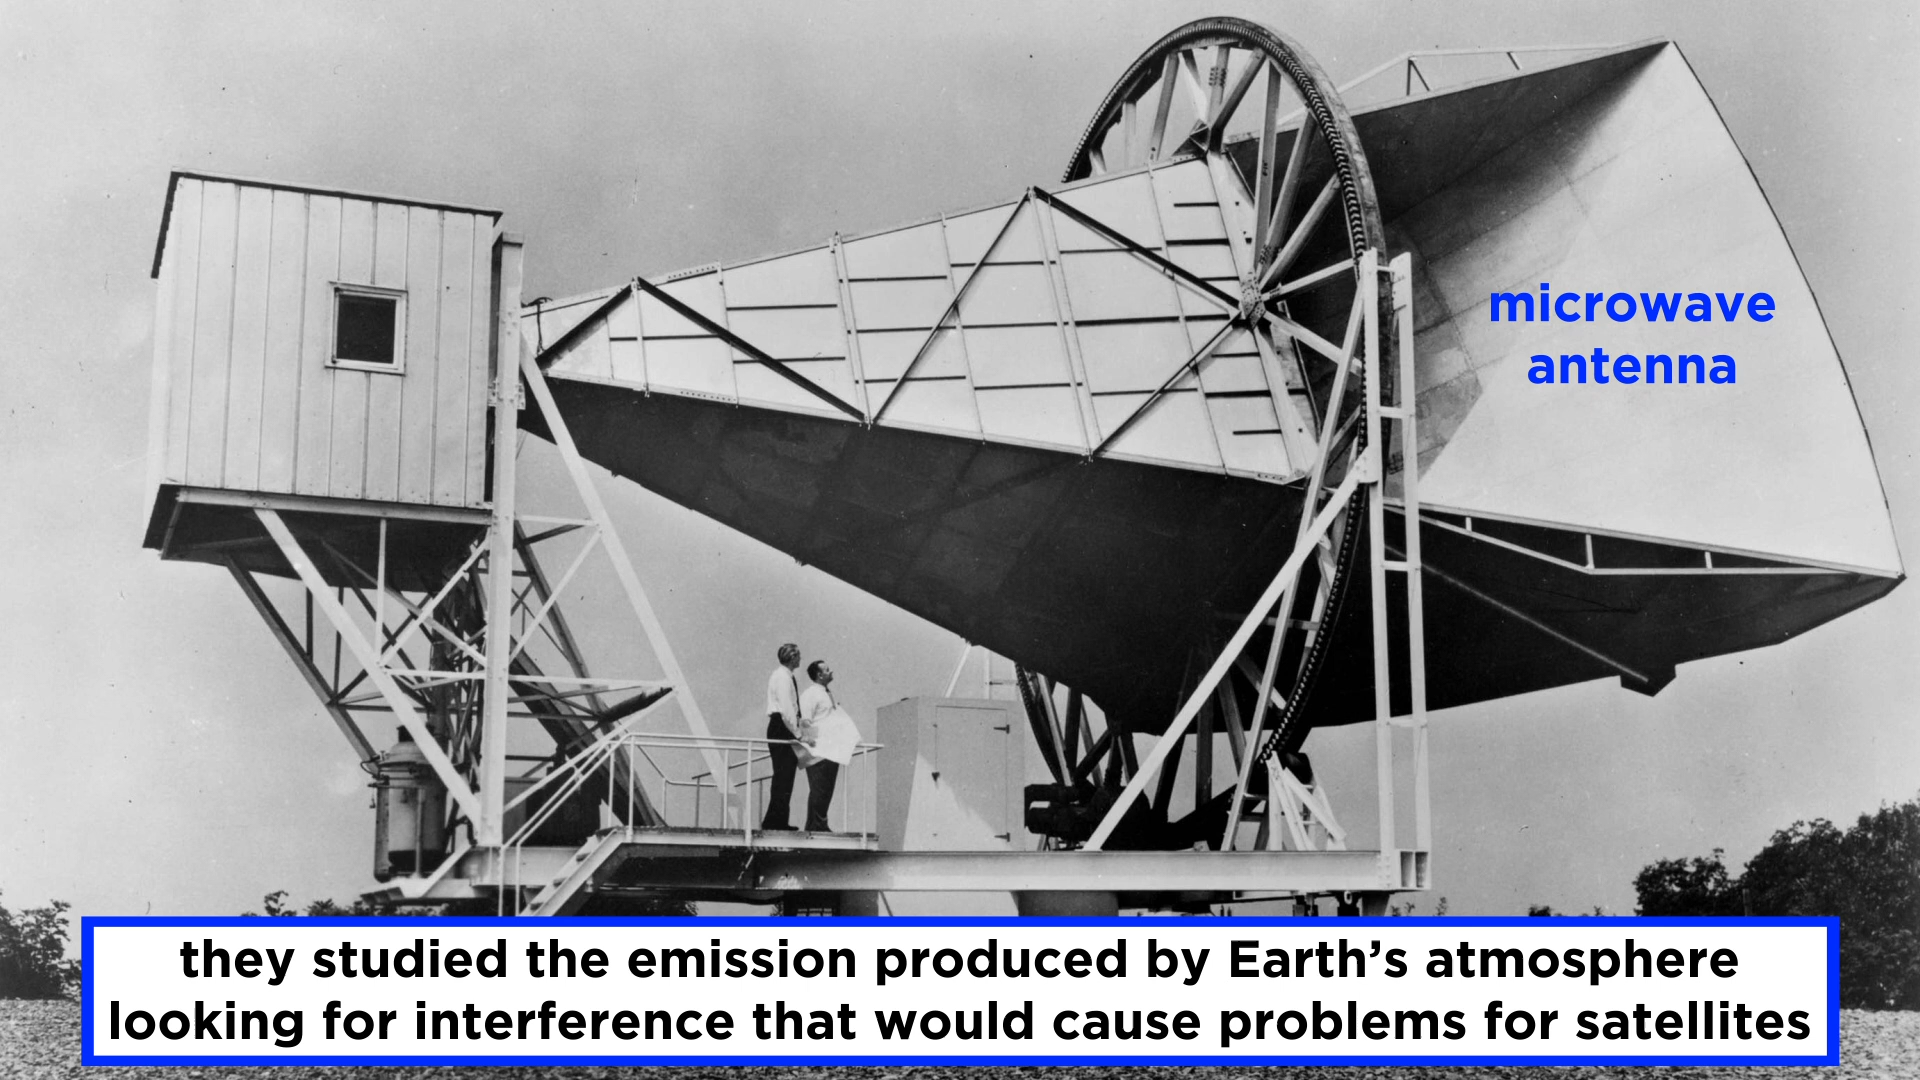 microwave
antenna
they studied the emission produced by Earth’s atmosphere
looking for interference that would cause problems for satellites